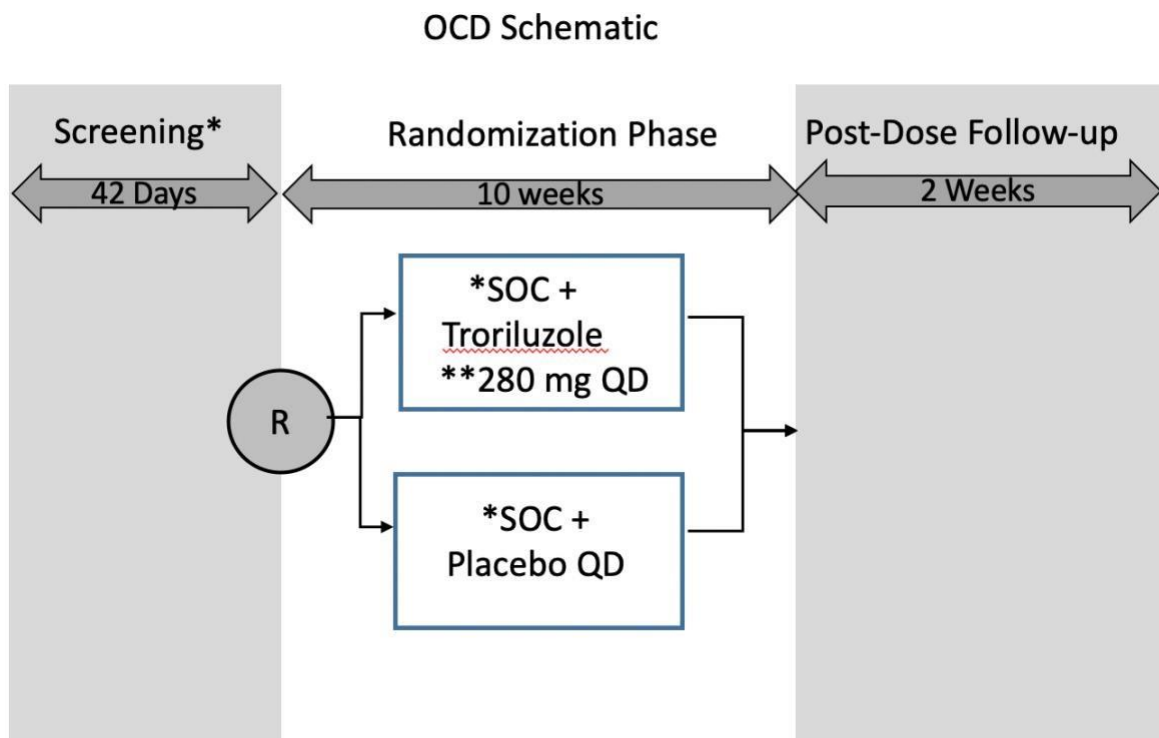 OCD Schematic
Screening*
Randomization Phase
Post-Dose Follow-up
42 Days
10 weeks
2 Weeks
*SOC +
Troriluzole
**280 mg QD
R
*SOC +
Placebo QD